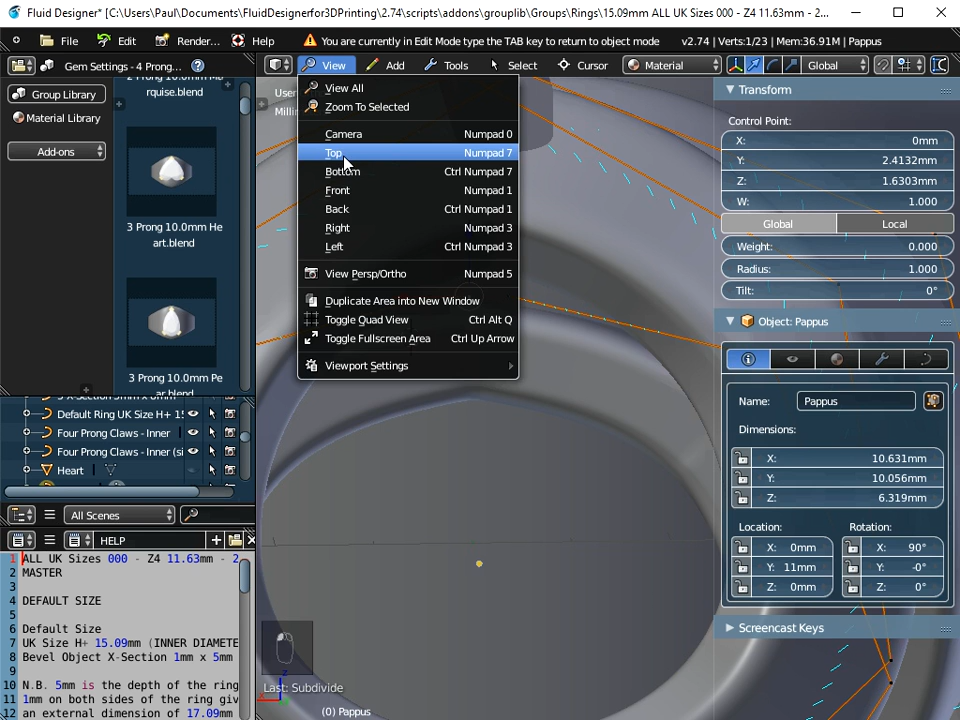 Fluid Designer* [C:\Users\Paul\Documents\FluidDesignerfor3DPrinting\2.74\scripts\addons\grouplib\Groups\Rings\15.09mm ALL UK Sizes 000 - Z4 11.63mm - 2...
File Edit Render... Help You are currently in Edit Mode type the TAB key to return to object mode v2.74 | Verts:1/23 | Mem:36.91M | Pappus
Gem Settings - 4 Prong...
View Add Tools Select Cursor Material Global
Group Library
Material Library
Add-ons
rquise.blend
3 Prong 10.0mm He
art.blend
3 Prong 10.0mm Pe
ar.blend
User
Millin
View All
Zoom To Selected
Camera Numpad 0
Top Numpad 7
Bottom Ctrl Numpad 7
Front Numpad 1
Back Ctrl Numpad 1
Right Numpad 3
Left Ctrl Numpad 3
View Persp/Ortho Numpad 5
Duplicate Area into New Window
Toggle Quad View Ctrl Alt Q
Toggle Fullscreen Area Ctrl Up Arrow
Viewport Settings
Transform
Control Point:
X: 0mm
Y: 2.4132mm
Z: 1.6303mm
W: 1.000
Global Local
Weight: 0.000
Radius: 1.000
Tilt: 0°
Object: Pappus
Name: Pappus
Dimensions:
X: 10.631mm
Y: 10.056mm
Z: 6.319mm
Location: Rotation:
X: 0mm X: 90°
Y: 11mm Y: -0°
Z: 0mm Z: 0°
Screencast Keys
Default Ring UK Size H+ 15
Four Prong Claws - Inner
Four Prong Claws - Inner (si
Heart
All Scenes
HELP
1 ALL UK Sizes 000 - Z4 11.63mm - 2
2 MASTER
3
4 DEFAULT SIZE
5
6 Default Size
7 UK Size H+ 15.09mm (INNER DIAMETE
8 Bevel Object X-Section 1mm x 5mm
9
10 N.B. 5mm is the depth of the ring
11 1mm on both sides of the ring giv
12 an external dimension of 17.09mm
Last: Subdivide
(0) Pappus